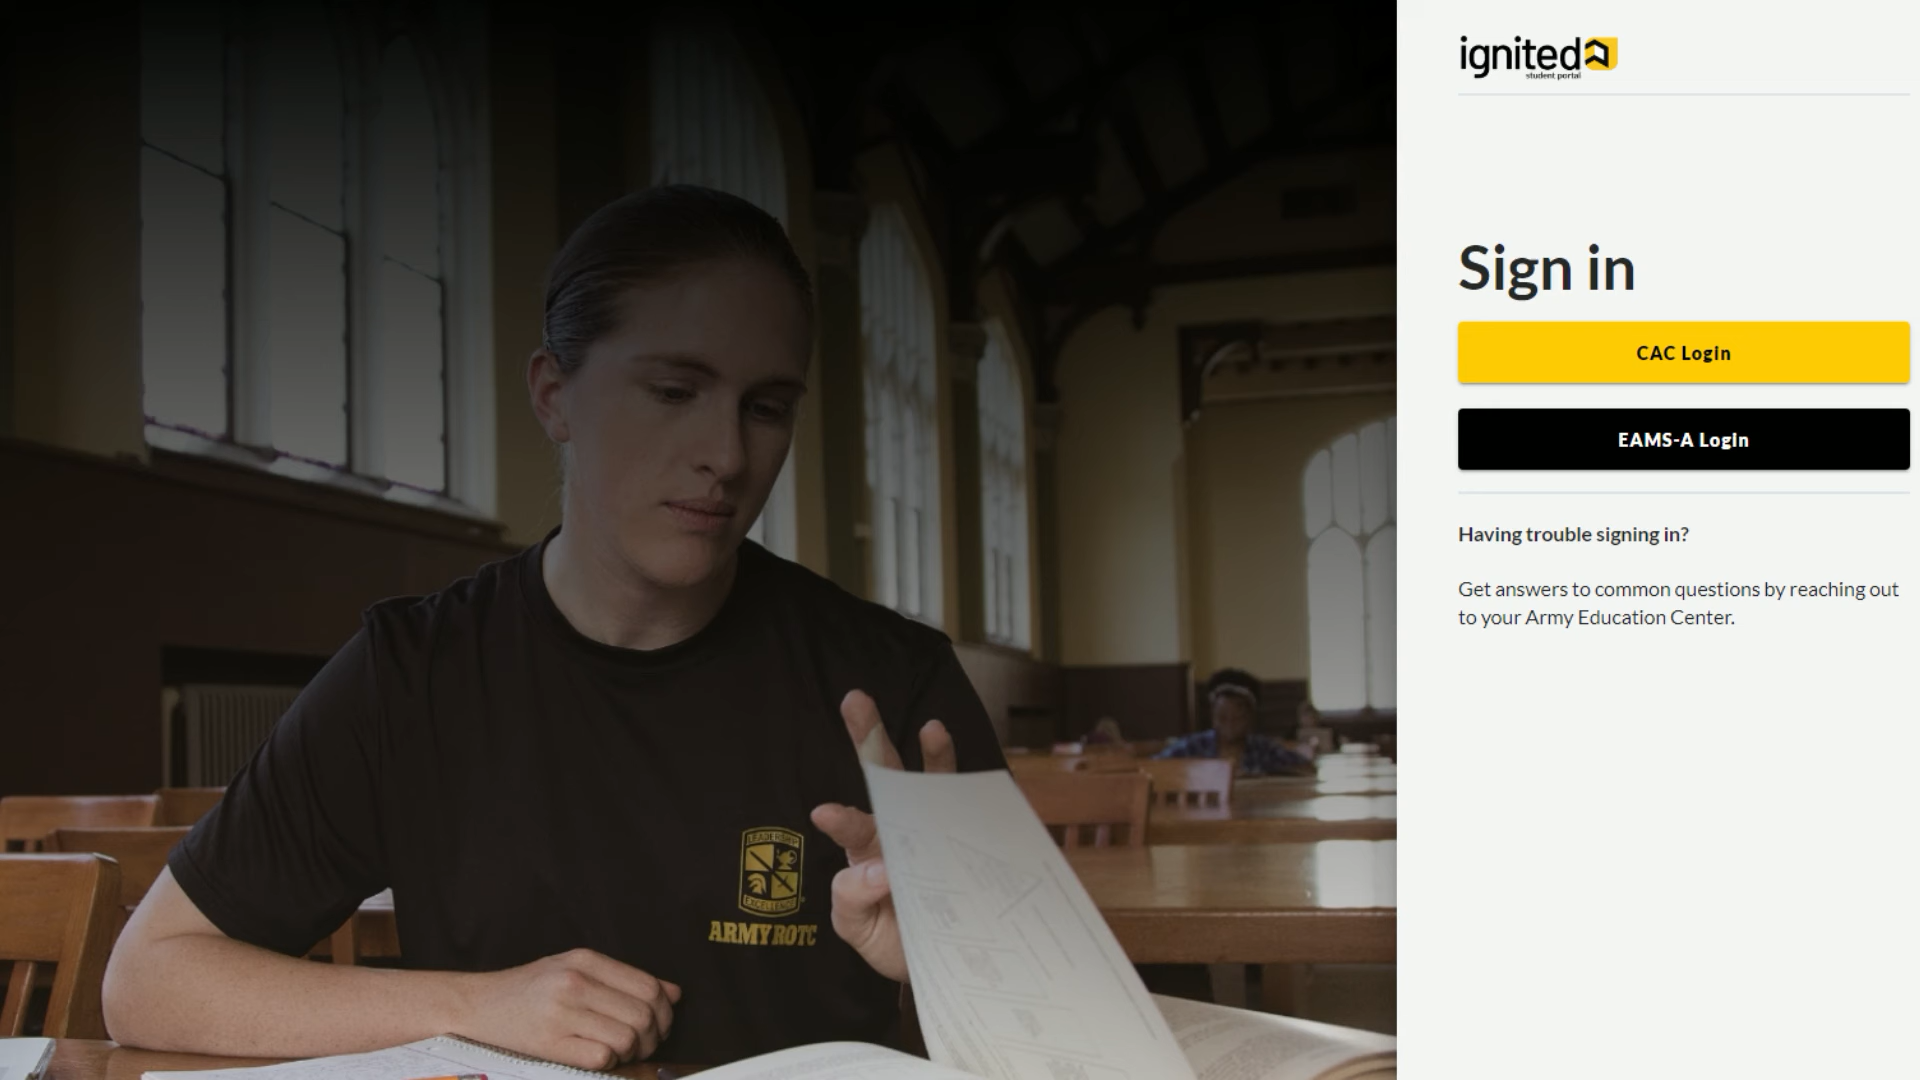 ignited
student portal
Sign in
CAC Login
EAMS-A Login
Having trouble signing in?
Get answers to common questions by reaching out
to your Army Education Center.
LEADERSHIP
EXCELLENCE
ARMY ROTC